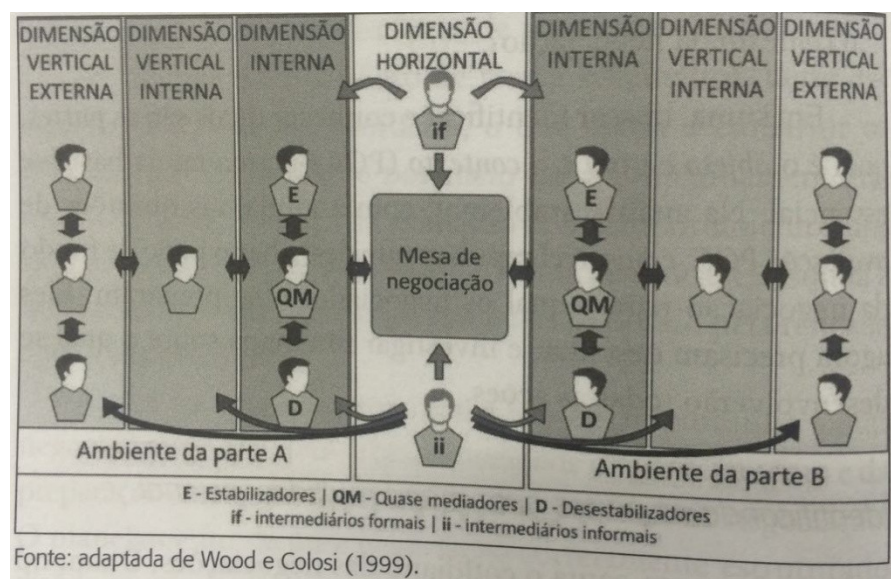 DIMENSÃO
VERTICAL
EXTERNA
DIMENSÃO
VERTICAL
INTERNA
DIMENSÃO
INTERNA
DIMENSÃO
HORIZONTAL
DIMENSÃO
INTERNA
DIMENSÃO
VERTICAL
INTERNA
DIMENSÃO
VERTICAL
EXTERNA
if
E
E
Mesa de
negociação
QM
QM
D
ii
D
Ambiente da parte A
Ambiente da parte B
E - Estabilizadores | QM - Quase mediadores | D - Desestabilizadores
if - intermediários formais | ii - intermediários informais
Fonte: adaptada de Wood e Colosi (1999).